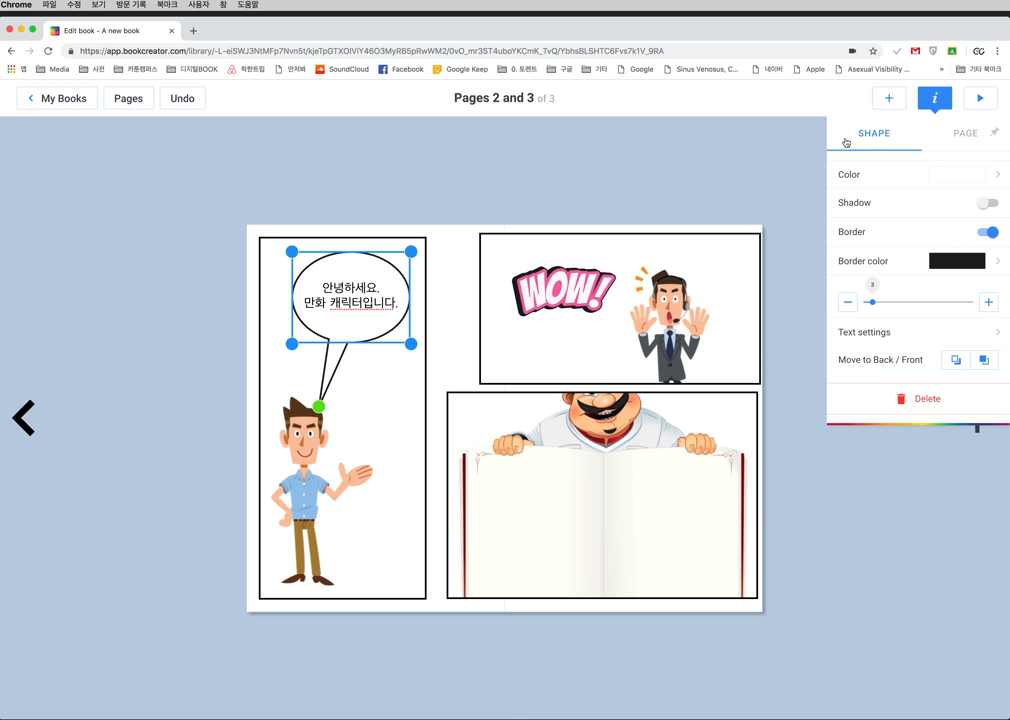 Chrome 파일 수정 보기 방문 기록 북마크 사용자 창 도움말
Edit book - A new book
https://app.bookcreator.com/library/-L-eiSWJ3NtMFp7Nvn5t/kjeTpGTXOIViY46O3MyRB5pRwWM2/0vO_mr3ST4uboYKCmK_TvQ/YbhsBLSHTC6Fvs7k1V_9RA
앱 Media 사전 카툰캠퍼스 디지털BOOK 착한트립 만저봐 SoundCloud Facebook Google Keep 0. 토렌트 구글 기타 Google Sinus Venosus, C... 네이버 Apple Asexual Visibility ... » 기타 북마크
My Books Pages Undo Pages 2 and 3 of 3
SHAPE PAGE
Color
Shadow
Border
Border color
3
Text settings
Move to Back / Front
Delete
안녕하세요.
만화 캐릭터입니다.
WOW!